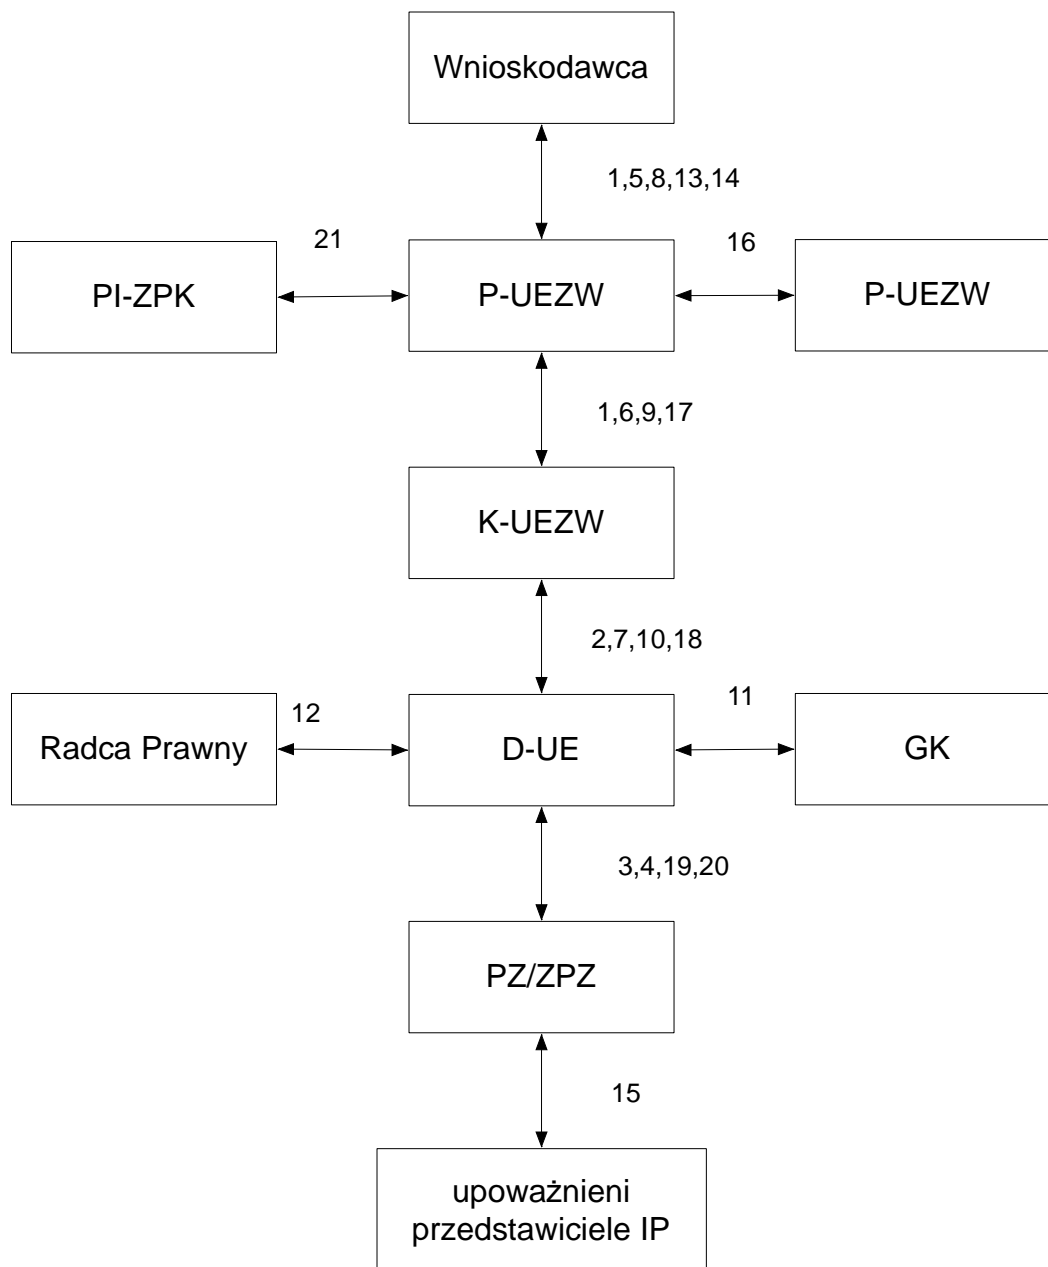 Wnioskodawca
1,5,8,13,14
21
16
PI-ZPK
P-UEZW
P-UEZW
1,6,9,17
K-UEZW
2,7,10,18
12
11
Radca Prawny
D-UE
GK
3,4,19,20
PZ/ZPZ
15
upoważnieni
przedstawiciele IP